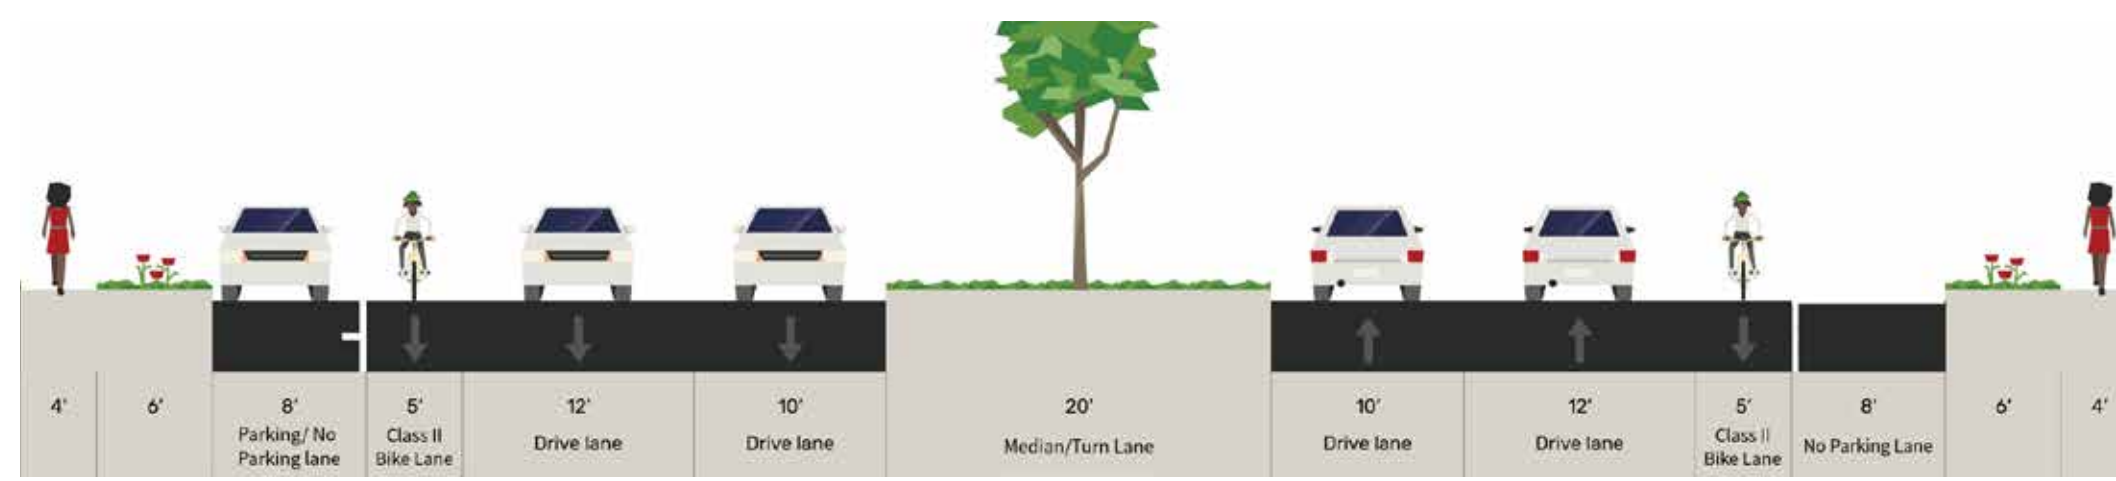 4'
6'
8'
Parking/ No
Parking lane
5'
Class II
Bike Lane
12'
Drive lane
10'
Drive lane
20'
Median/Turn Lane
10'
Drive lane
12'
Drive lane
5'
Class II
Bike Lane
8'
No Parking Lane
6'
4'